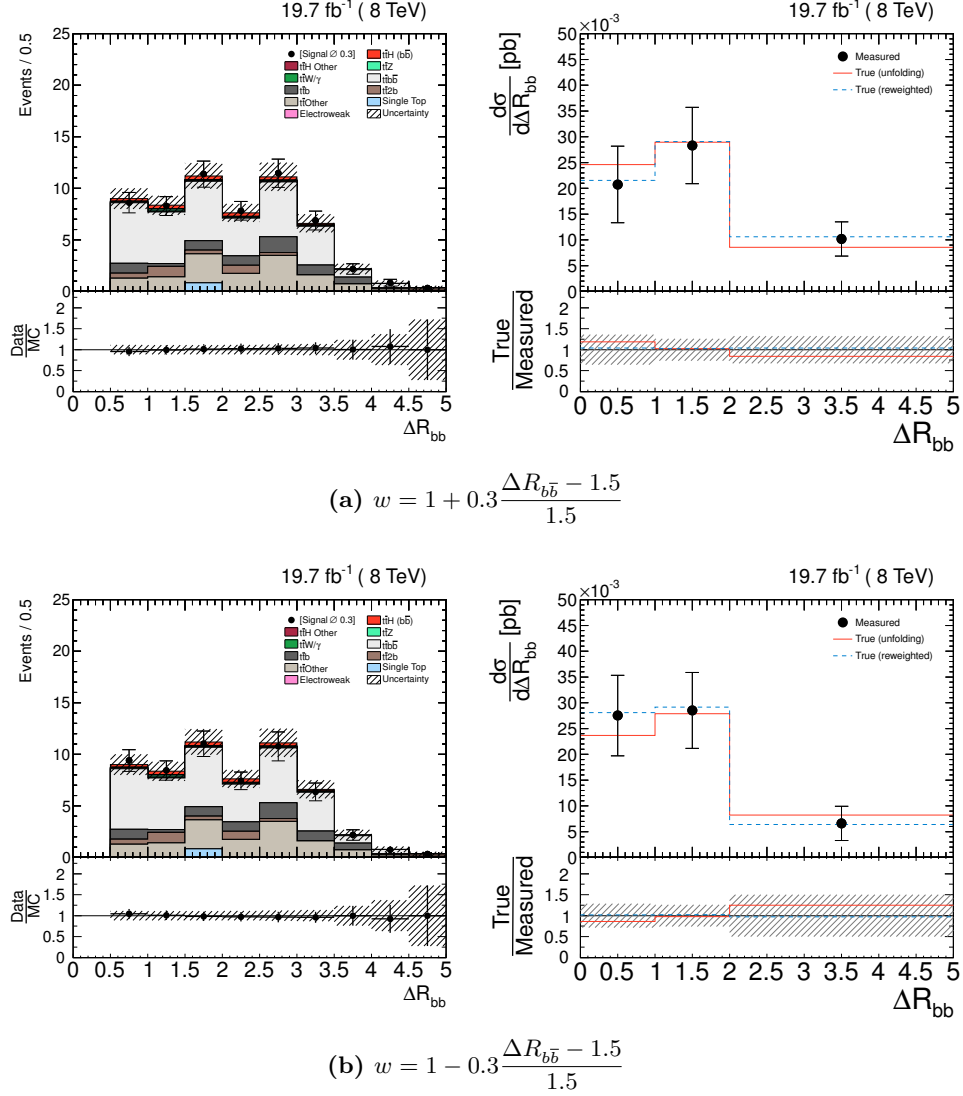 19.7 fb⁻¹ ( 8 TeV)
Events / 0.5
25
20
15
10
5
0
[Signal ∅ 0.3]
tt̄H (bb̄)
tt̄H Other
tt̄Z
tt̄W/γ
tt̄bb̄
tt̄b
tt̄2b
tt̄Other
Single Top
Electroweak
Uncertainty
Data
MC
2
1.5
1
0.5
0
0 0.5 1 1.5 2 2.5 3 3.5 4 4.5 5
ΔR_bb
19.7 fb⁻¹ ( 8 TeV)
×10⁻³
dσ
dΔR_bb [pb]
50
45
40
35
30
25
20
15
10
5
0
Measured
True (unfolding)
True (reweighted)
True
Measured
2
1.5
1
0.5
0
0 0.5 1 1.5 2 2.5 3 3.5 4 4.5 5
ΔR_bb
(a) w = 1 + 0.3 (ΔR_bb̄ − 1.5)/1.5
19.7 fb⁻¹ ( 8 TeV)
Events / 0.5
25
20
15
10
5
0
[Signal ∅ 0.3]
tt̄H (bb̄)
tt̄H Other
tt̄Z
tt̄W/γ
tt̄bb̄
tt̄b
tt̄2b
tt̄Other
Single Top
Electroweak
Uncertainty
Data
MC
2
1.5
1
0.5
0
0 0.5 1 1.5 2 2.5 3 3.5 4 4.5 5
ΔR_bb
19.7 fb⁻¹ ( 8 TeV)
×10⁻³
dσ
dΔR_bb [pb]
50
45
40
35
30
25
20
15
10
5
0
Measured
True (unfolding)
True (reweighted)
True
Measured
2
1.5
1
0.5
0
0 0.5 1 1.5 2 2.5 3 3.5 4 4.5 5
ΔR_bb
(b) w = 1 − 0.3 (ΔR_bb̄ − 1.5)/1.5